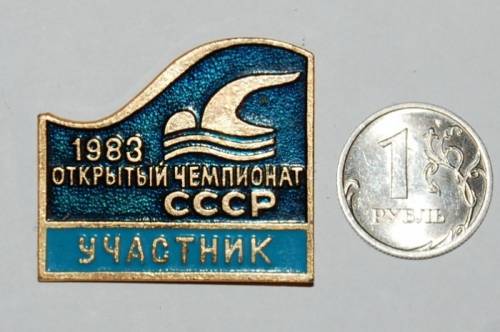 1983
ОТКРЫТЫЙ ЧЕМПИОНАТ
СССР
УЧАСТНИК
1
РУБЛЬ